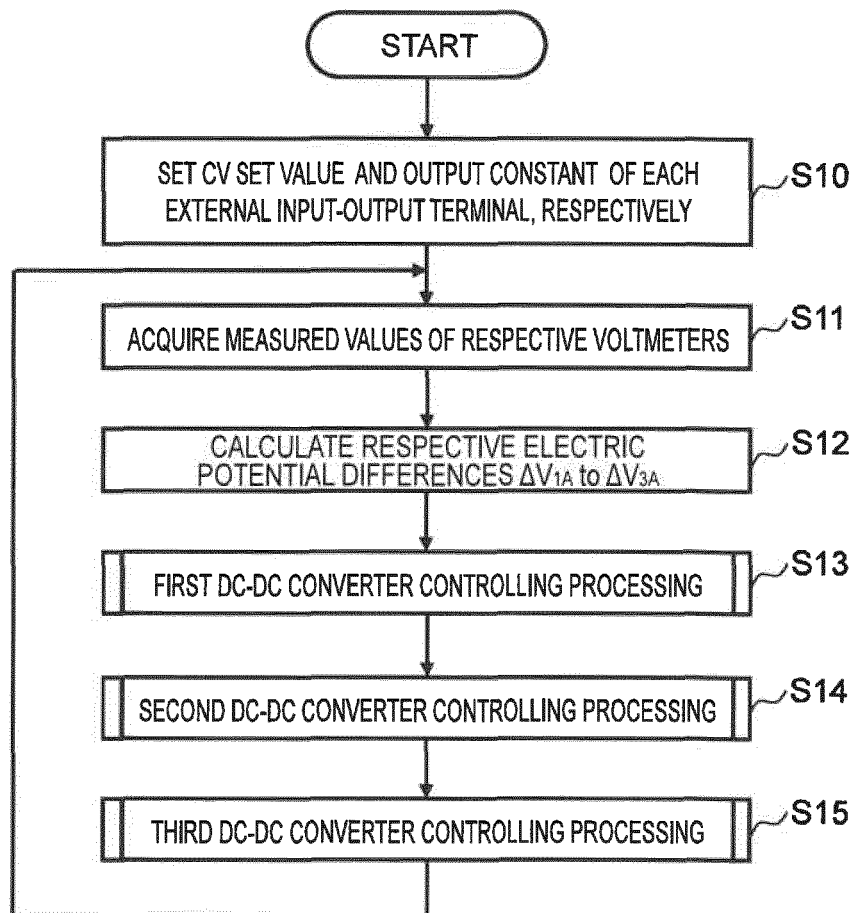 START
SET CV SET VALUE AND OUTPUT CONSTANT OF EACH
EXTERNAL INPUT-OUTPUT TERMINAL, RESPECTIVELY
S10
ACQUIRE MEASURED VALUES OF RESPECTIVE VOLTMETERS
S11
CALCULATE RESPECTIVE ELECTRIC
POTENTIAL DIFFERENCES ΔV1A to ΔV3A
S12
FIRST DC-DC CONVERTER CONTROLLING PROCESSING
S13
SECOND DC-DC CONVERTER CONTROLLING PROCESSING
S14
THIRD DC-DC CONVERTER CONTROLLING PROCESSING
S15